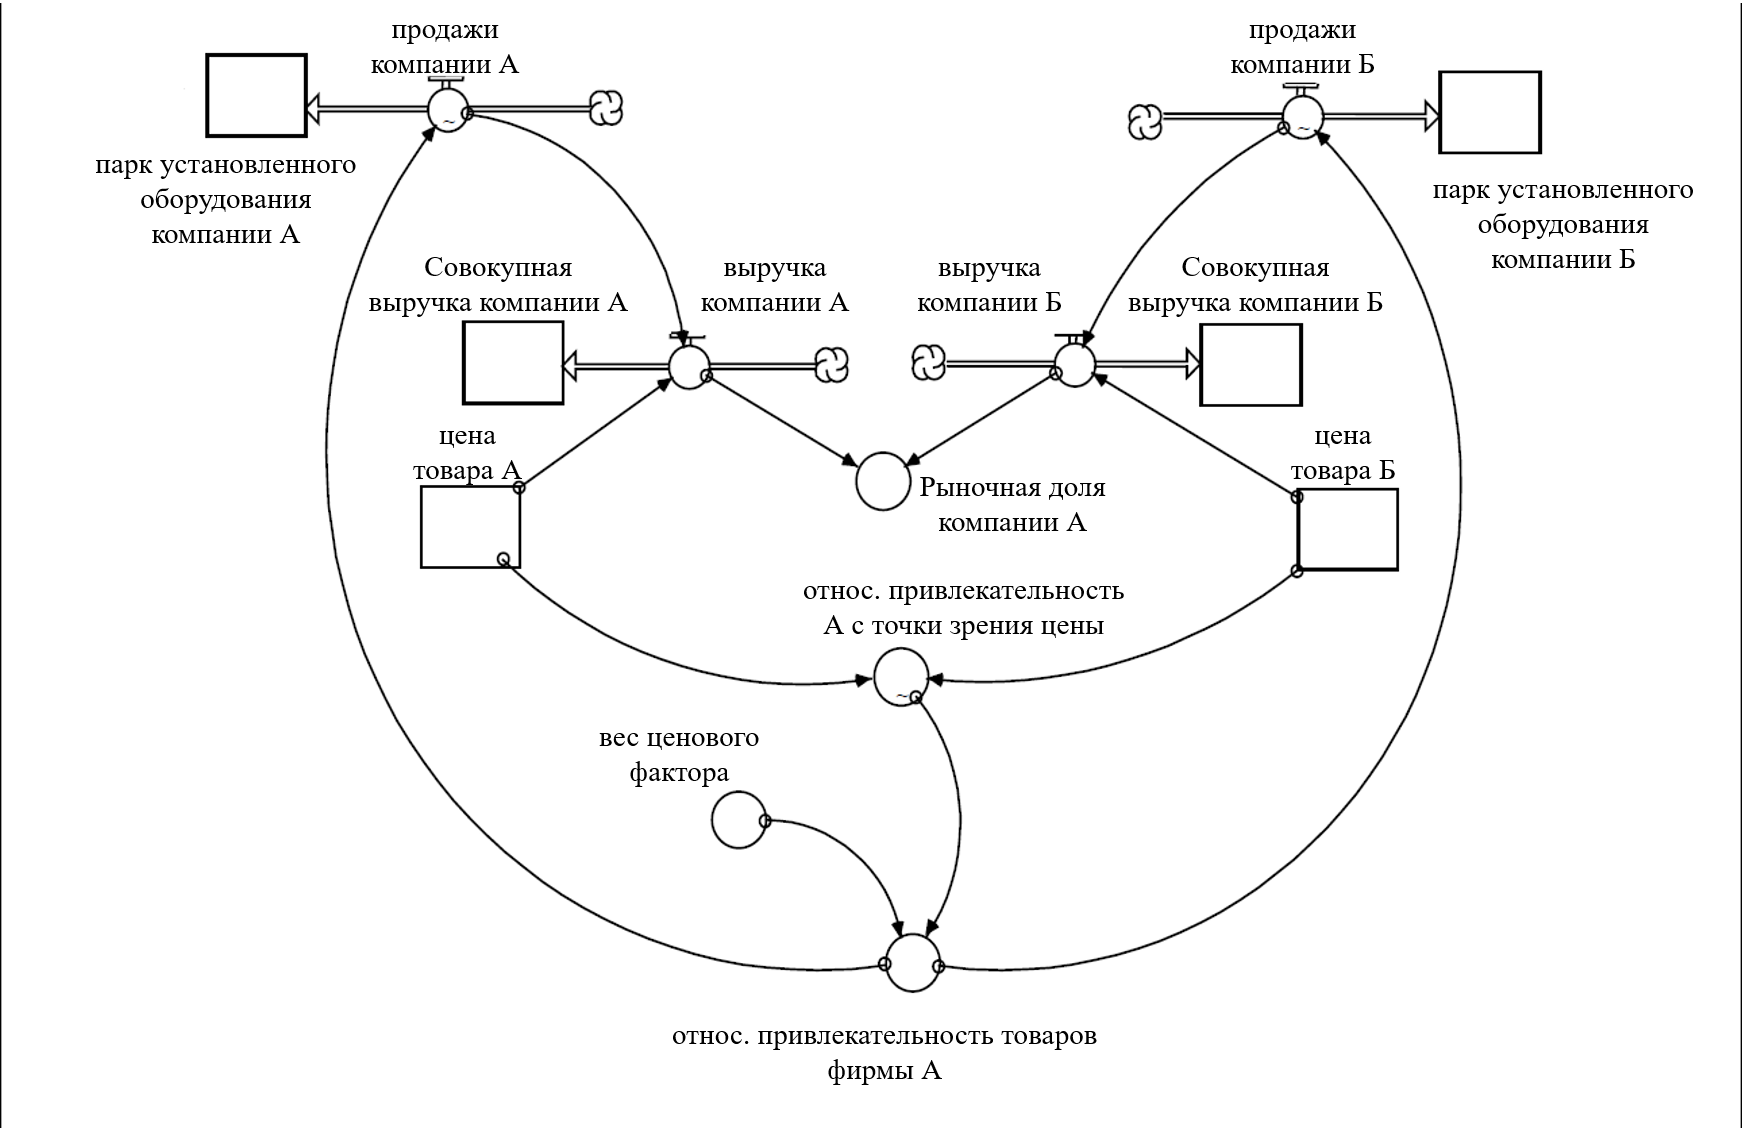 продажи
компании А
продажи
компании Б
парк установленного
оборудования
компании А
парк установленного
оборудования
компании Б
Совокупная
выручка компании А
выручка
компании А
выручка
компании Б
Совокупная
выручка компании Б
цена
товара А
цена
товара Б
Рыночная доля
компании А
относ. привлекательность
А с точки зрения цены
вес ценового
фактора
относ. привлекательность товаров
фирмы А